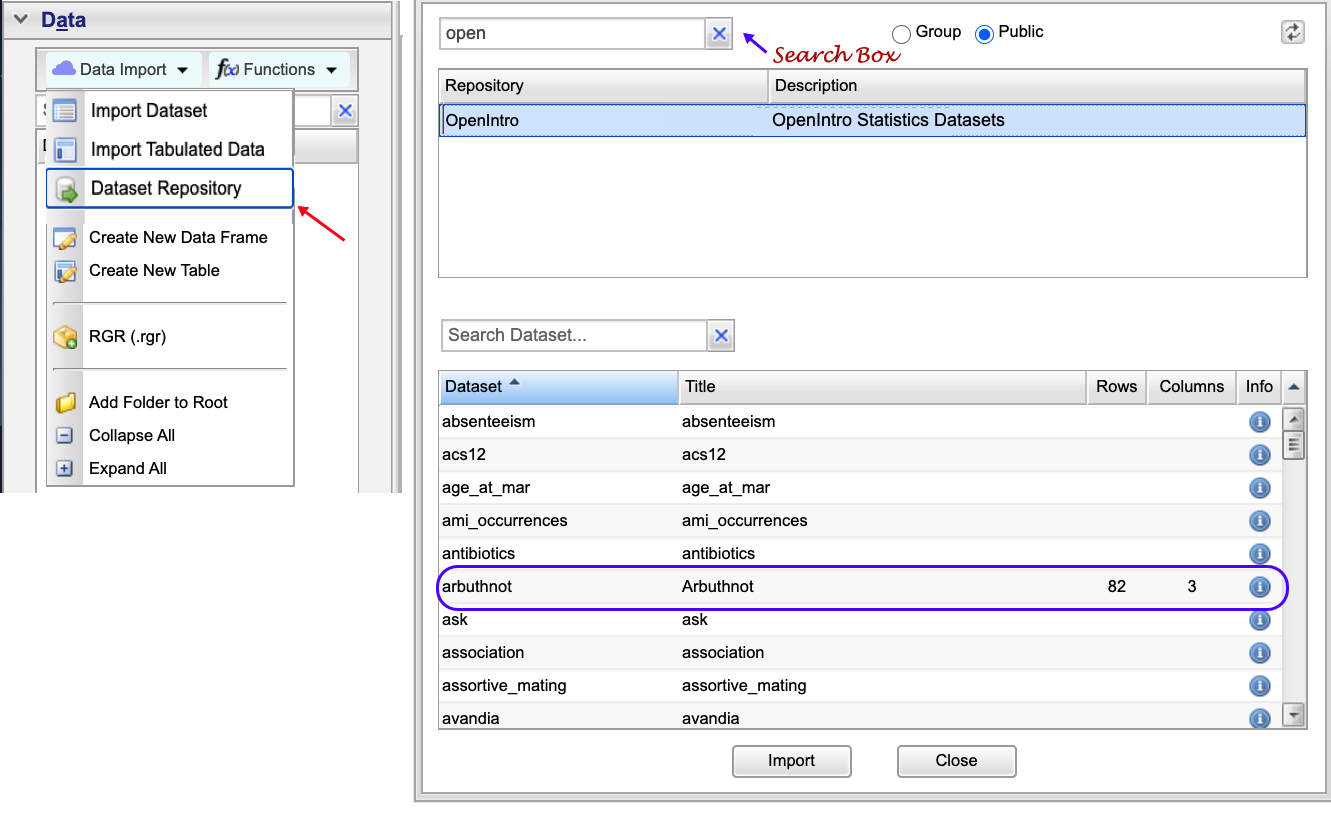 Data
Data Import
f(x) Functions
Import Dataset
Import Tabulated Data
Dataset Repository
Create New Data Frame
Create New Table
RGR (.rgr)
Add Folder to Root
Collapse All
Expand All
open
Search Box
Group
Public
Repository Description
OpenIntro OpenIntro Statistics Datasets
Search Dataset...
Dataset Title Rows Columns Info
absenteeism absenteeism
acs12 acs12
age_at_mar age_at_mar
ami_occurrences ami_occurrences
antibiotics antibiotics
arbuthnot Arbuthnot 82 3
ask ask
association association
assortive_mating assortive_mating
avandia avandia
Import
Close